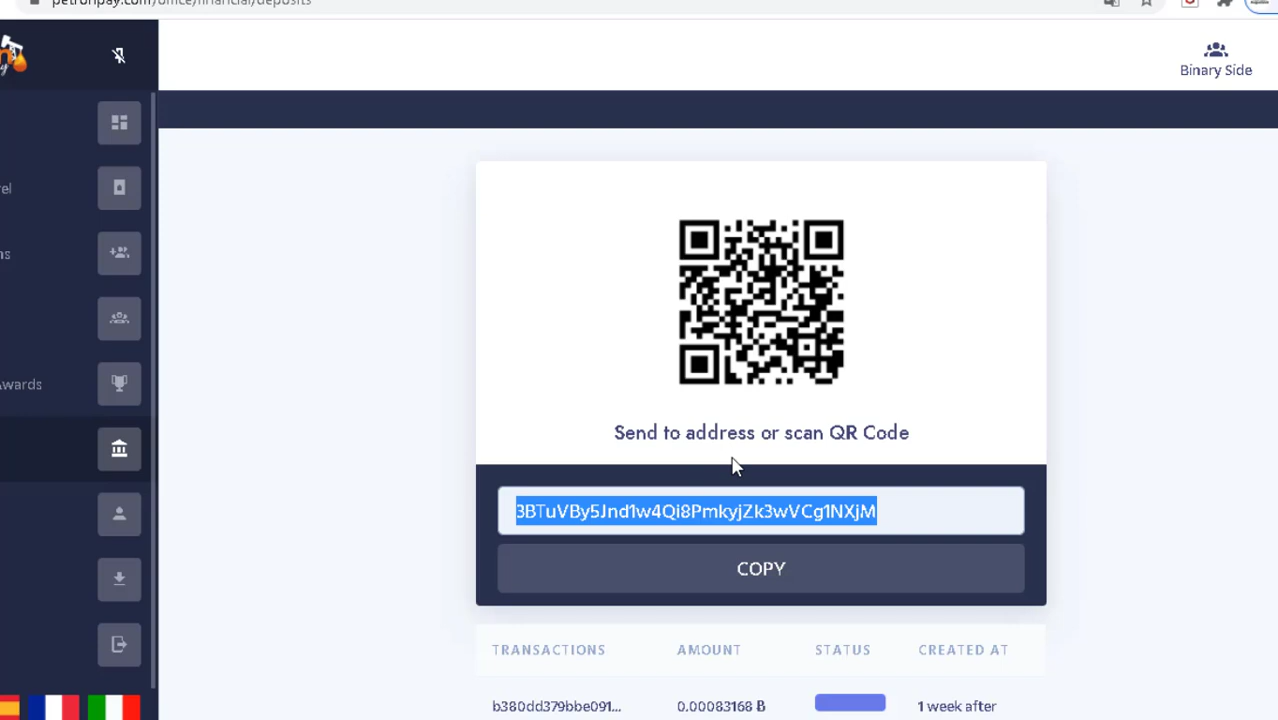 petronpay.com/office/financial/deposits
Binary Side
Awards
Send to address or scan QR Code
3BTuVBy5Jnd1w4Qi8PmkyjZk3wVCg1NXjM
COPY
TRANSACTIONS AMOUNT STATUS CREATED AT
b380dd379bbe091... 0.00083168 ₿ 1 week after